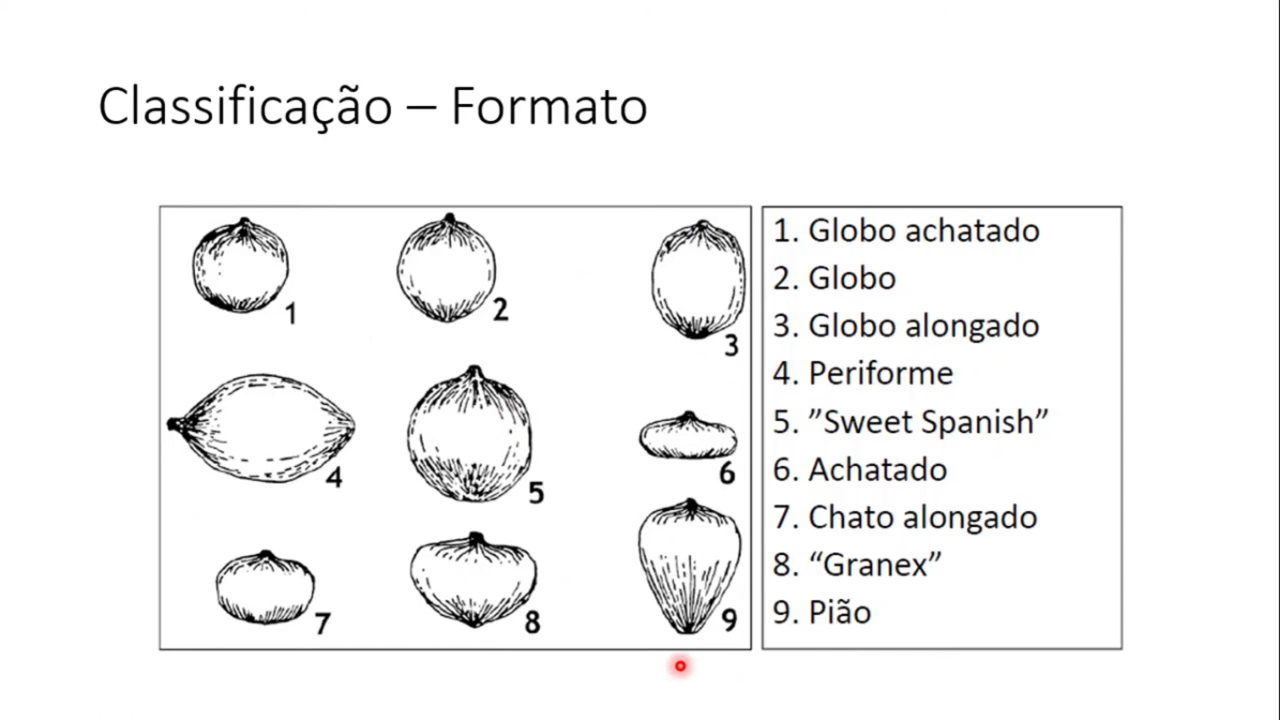 Classificação – Formato
1
2
3
4
5
6
7
8
9
1. Globo achatado
2. Globo
3. Globo alongado
4. Periforme
5. ”Sweet Spanish”
6. Achatado
7. Chato alongado
8. “Granex”
9. Pião